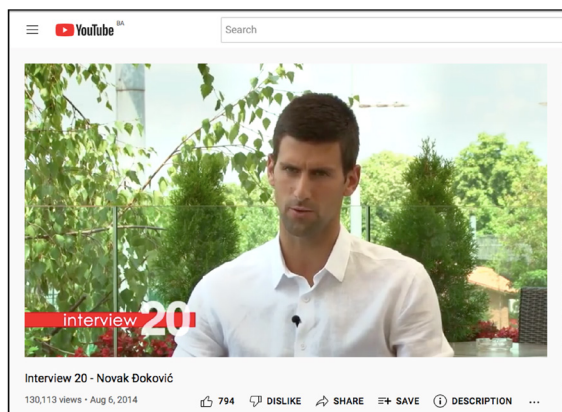 YouTube BA
Search
interview 20
Interview 20 - Novak Đoković
130,113 views • Aug 6, 2014
794 DISLIKE SHARE SAVE DESCRIPTION ...